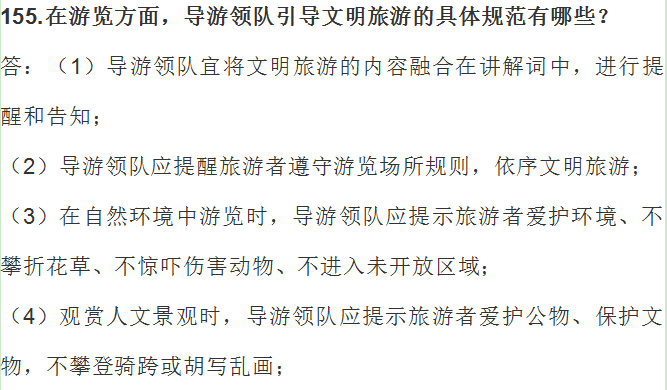 155.在游览方面，导游领队引导文明旅游的具体规范有哪些？
答：（1）导游领队宜将文明旅游的内容融合在讲解词中，进行提
醒和告知；
（2）导游领队应提醒旅游者遵守游览场所规则，依序文明旅游；
（3）在自然环境中游览时，导游领队应提示旅游者爱护环境、不
攀折花草、不惊吓伤害动物、不进入未开放区域；
（4）观赏人文景观时，导游领队应提示旅游者爱护公物、保护文
物，不攀登骑跨或胡写乱画；